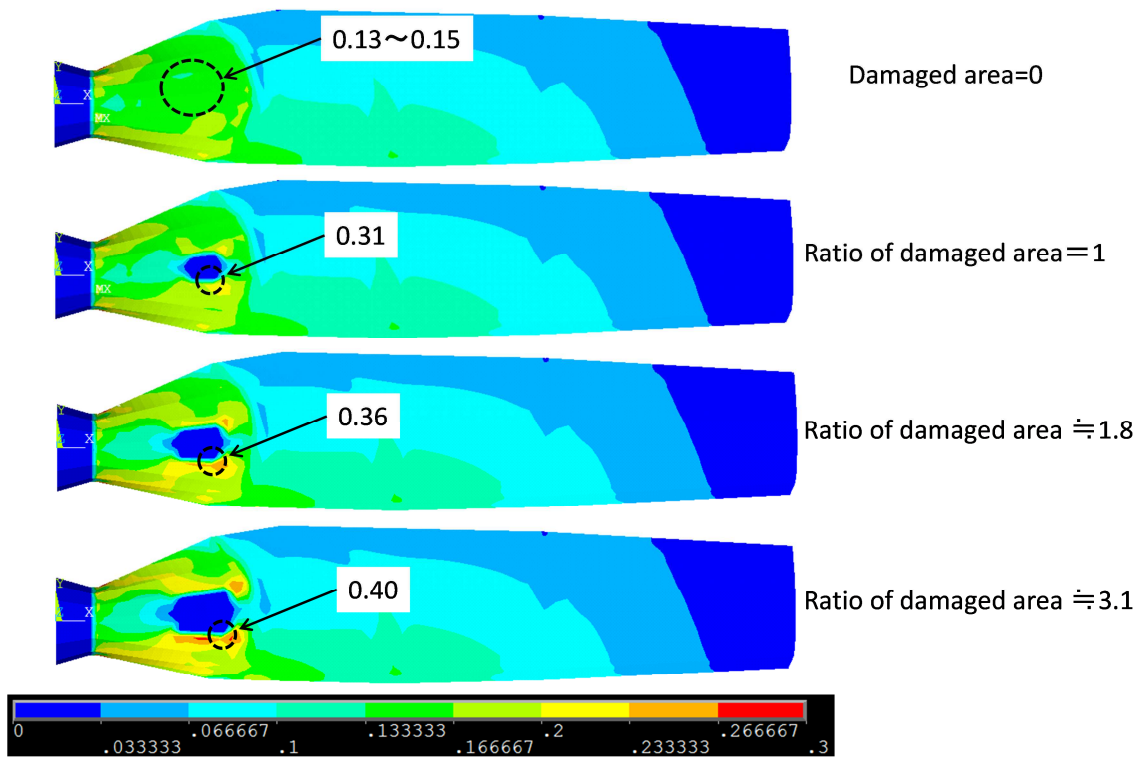 0.13～0.15
Damaged area=0
Y
X
MX
0.31
Ratio of damaged area＝1
Y
X
MX
0.36
Ratio of damaged area ≒1.8
Y
X
0.40
Ratio of damaged area ≒3.1
Y
X
0 .066667 .133333 .2 .266667
.033333 .1 .166667 .233333 .3